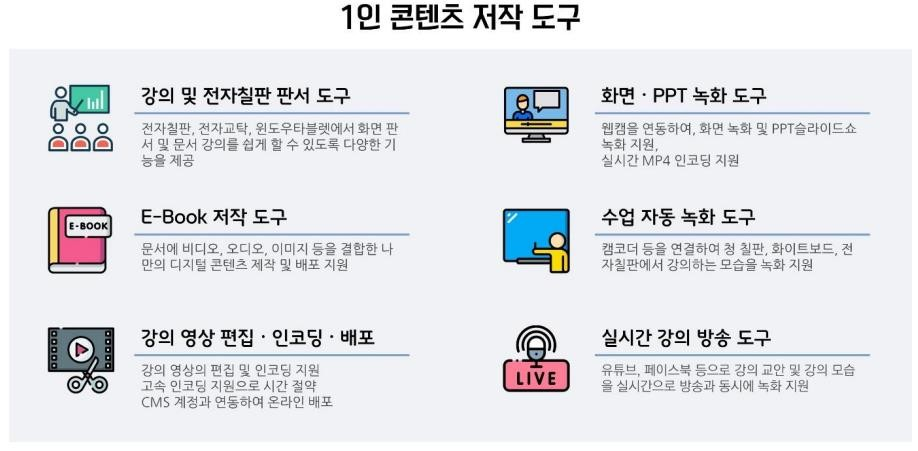 1인 콘텐츠 저작 도구
강의 및 전자칠판 판서 도구
전자칠판, 전자교탁, 윈도우타블렛에서 화면 판
서 및 문서 강의를 쉽게 할 수 있도록 다양한 기
능을 제공
화면 · PPT 녹화 도구
웹캠을 연동하여, 화면 녹화 및 PPT슬라이드쇼
녹화 지원,
실시간 MP4 인코딩 지원
E-BOOK
E-Book 저작 도구
문서에 비디오, 오디오, 이미지 등을 결합한 나
만의 디지털 콘텐츠 제작 및 배포 지원
수업 자동 녹화 도구
캠코더 등을 연결하여 청 칠판, 화이트보드, 전
자칠판에서 강의하는 모습을 녹화 지원
강의 영상 편집 · 인코딩 · 배포
강의 영상의 편집 및 인코딩 지원
고속 인코딩 지원으로 시간 절약
CMS 계정과 연동하여 온라인 배포
LIVE
실시간 강의 방송 도구
유튜브, 페이스북 등으로 강의 교안 및 강의 모습
을 실시간으로 방송과 동시에 녹화 지원